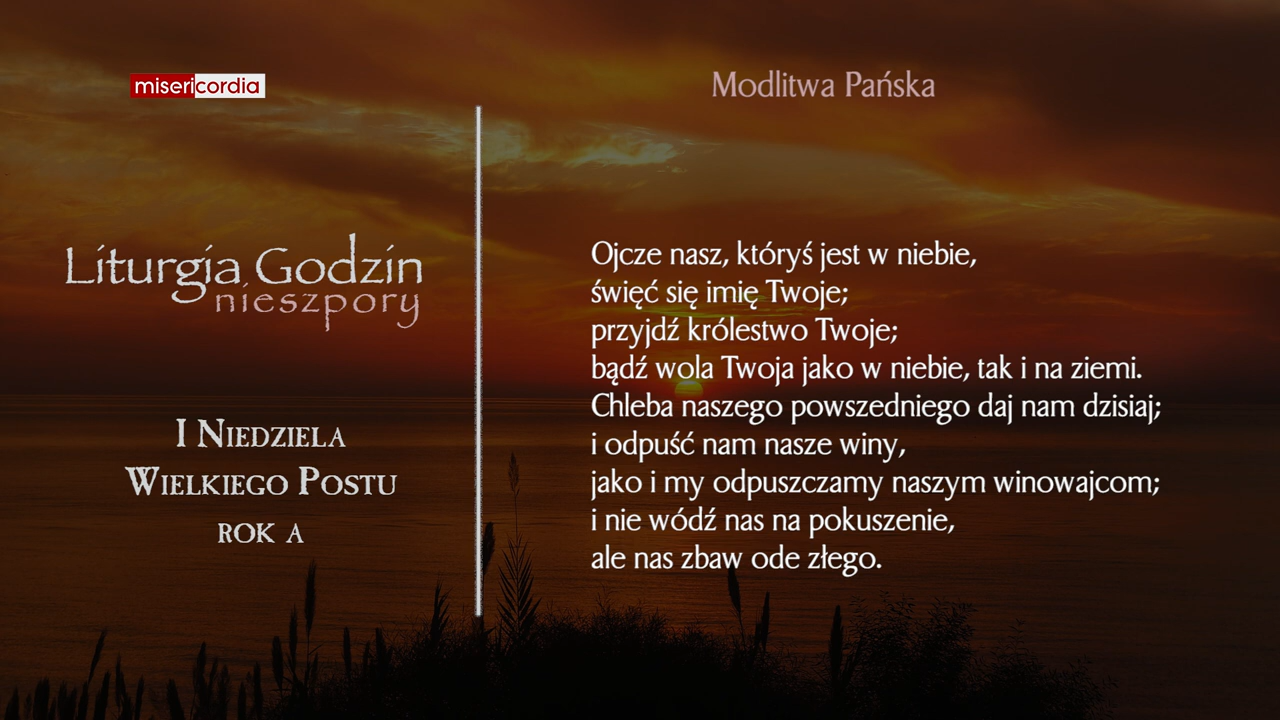 misericordia
Liturgia Godzin
nieszpory
I Niedziela
Wielkiego Postu
rok A
Modlitwa Pańska
Ojcze nasz, któryś jest w niebie,
święć się imię Twoje;
przyjdź królestwo Twoje;
bądź wola Twoja jako w niebie, tak i na ziemi.
Chleba naszego powszedniego daj nam dzisiaj;
i odpuść nam nasze winy,
jako i my odpuszczamy naszym winowajcom;
i nie wódź nas na pokuszenie,
ale nas zbaw ode złego.